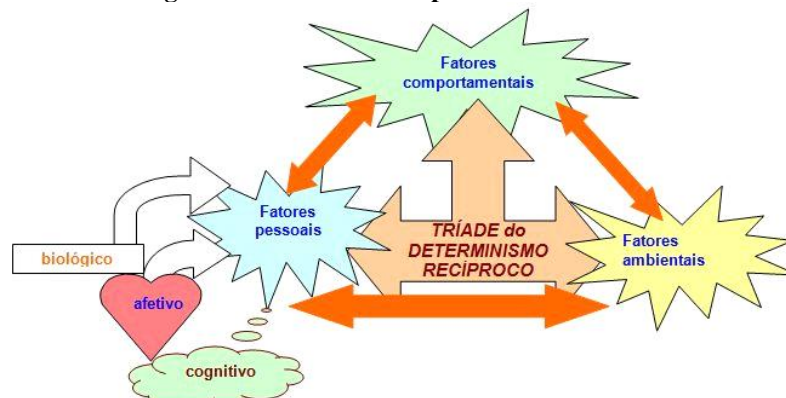 Fatores
comportamentais
Fatores
pessoais
TRÍADE do
DETERMINISMO
RECÍPROCO
Fatores
ambientais
biológico
afetivo
cognitivo